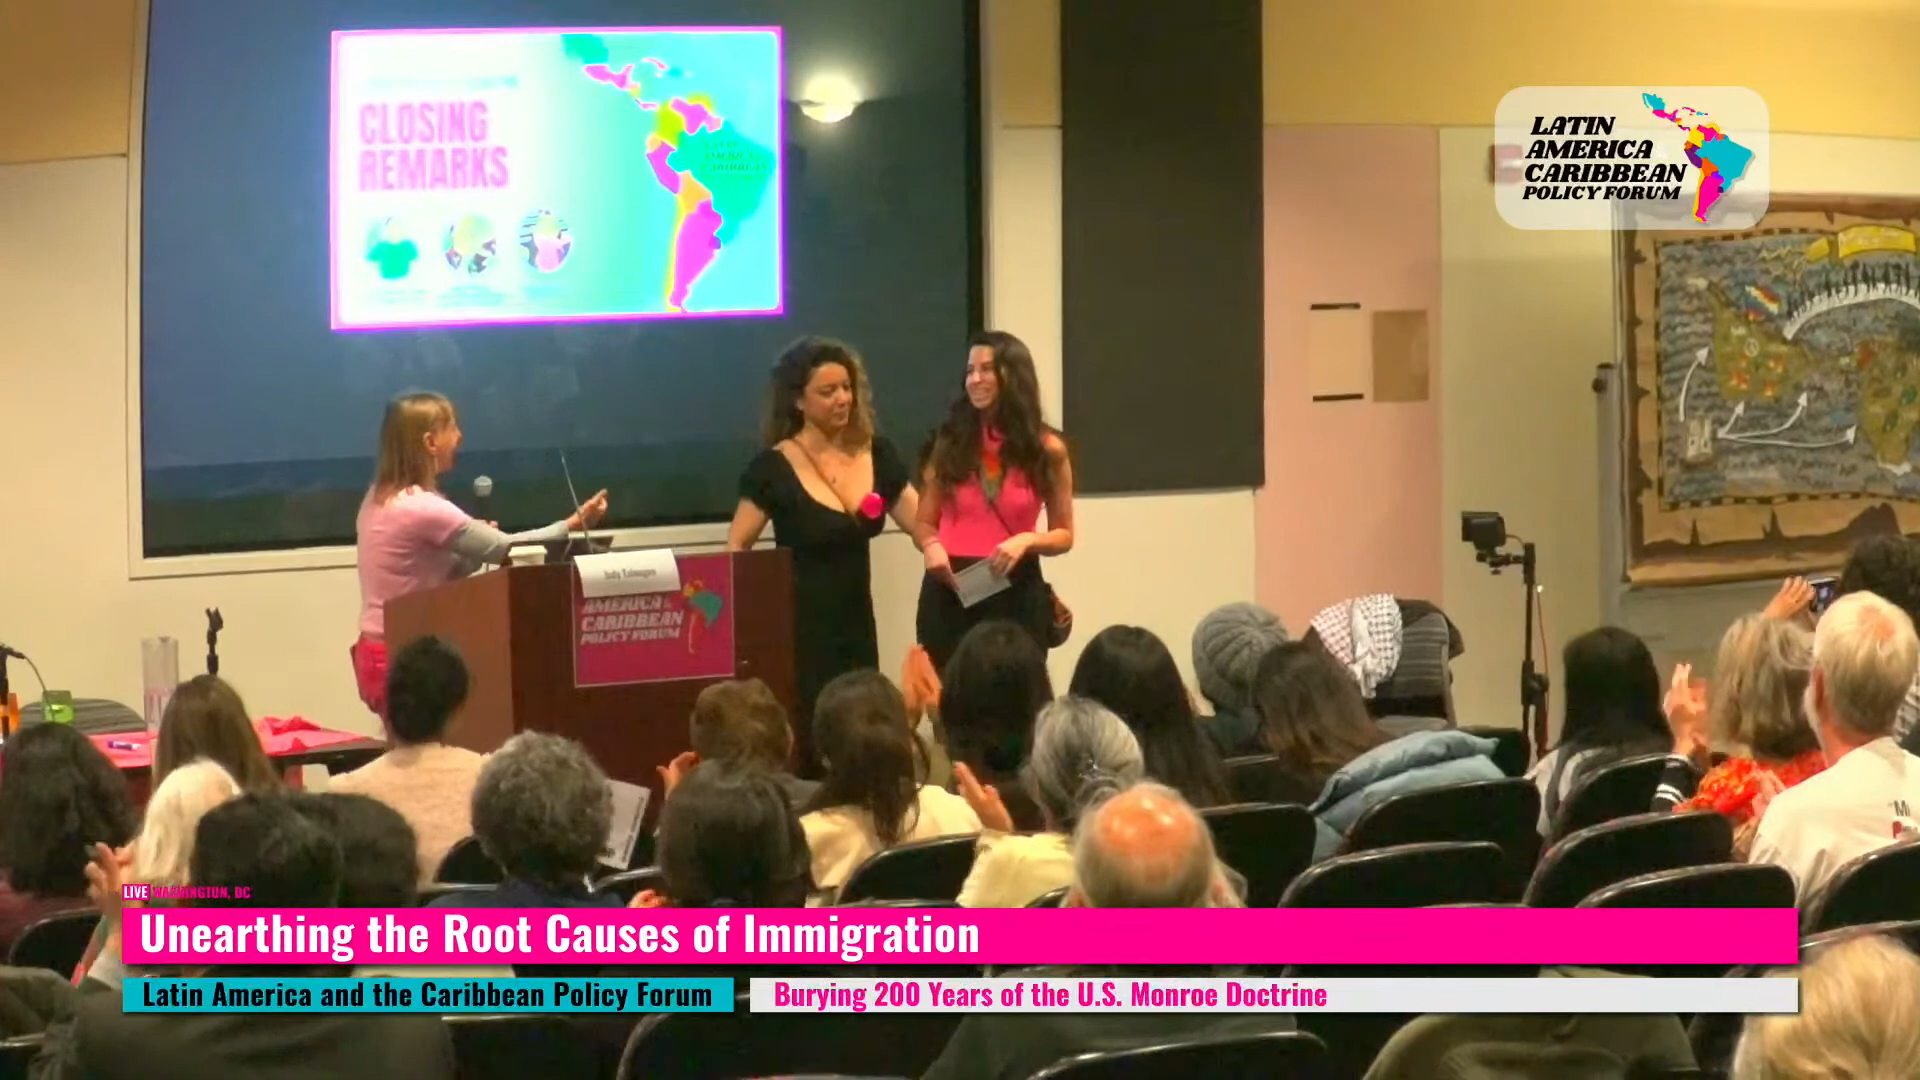 CLOSING
REMARKS
LATIN
AMERICA
CARIBBEAN
POLICY FORUM
AMERICA &
CARIBBEAN
POLICY FORUM
LIVE WASHINGTON, DC
Unearthing the Root Causes of Immigration
Latin America and the Caribbean Policy Forum
Burying 200 Years of the U.S. Monroe Doctrine